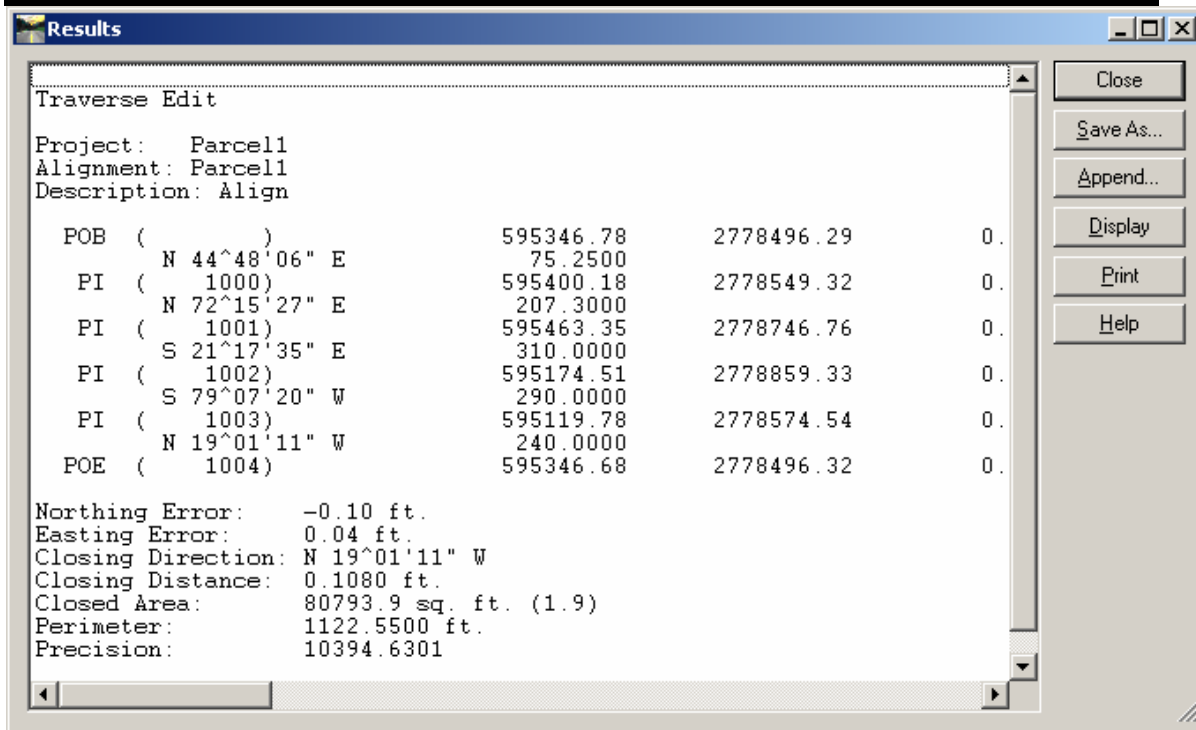 Results
Traverse Edit
Project: Parcel1
Alignment: Parcel1
Description: Align
POB ( ) 595346.78 2778496.29 0.
N 44^48'06" E 75.2500
PI ( 1000) 595400.18 2778549.32 0.
N 72^15'27" E 207.3000
PI ( 1001) 595463.35 2778746.76 0.
S 21^17'35" E 310.0000
PI ( 1002) 595174.51 2778859.33 0.
S 79^07'20" W 290.0000
PI ( 1003) 595119.78 2778574.54 0.
N 19^01'11" W 240.0000
POE ( 1004) 595346.68 2778496.32 0.
Northing Error: -0.10 ft.
Easting Error: 0.04 ft.
Closing Direction: N 19^01'11" W
Closing Distance: 0.1080 ft.
Closed Area: 80793.9 sq. ft. (1.9)
Perimeter: 1122.5500 ft.
Precision: 10394.6301
Close
Save As...
Append...
Display
Print
Help